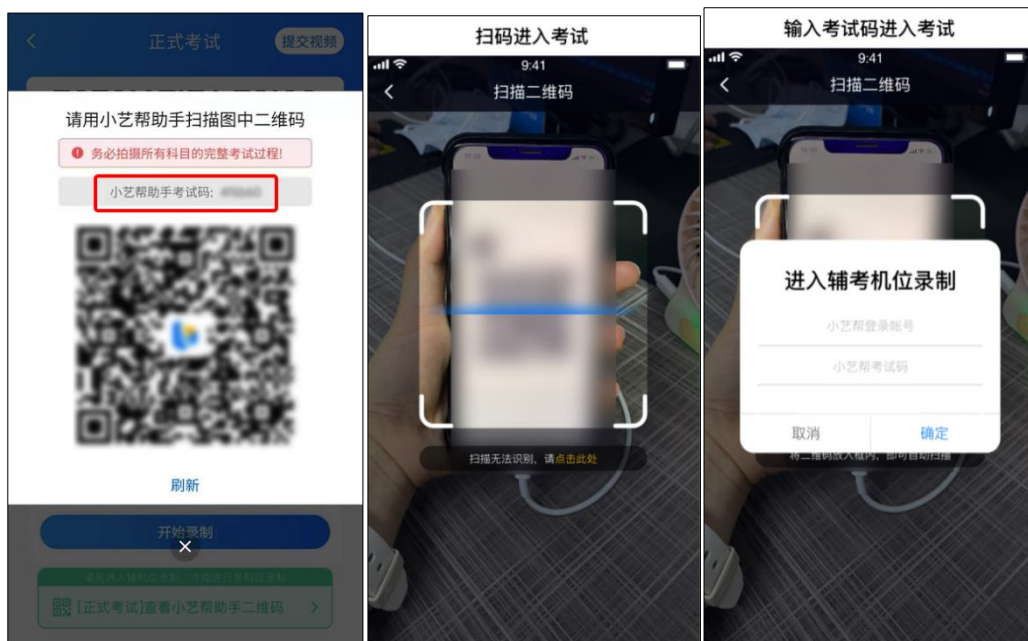 正式考试
提交视频
请用小艺帮助手扫描图中二维码
务必拍摄所有科目的完整考试过程!
小艺帮助手考试码:
刷新
开始录制
[正式考试]查看小艺帮助手二维码
扫码进入考试
9:41
扫描二维码
扫描无法识别，请点击此处
输入考试码进入考试
9:41
扫描二维码
进入辅考机位录制
小艺帮登录帐号
小艺帮考试码
取消
确定
将二维码放入框内，即可自动扫描